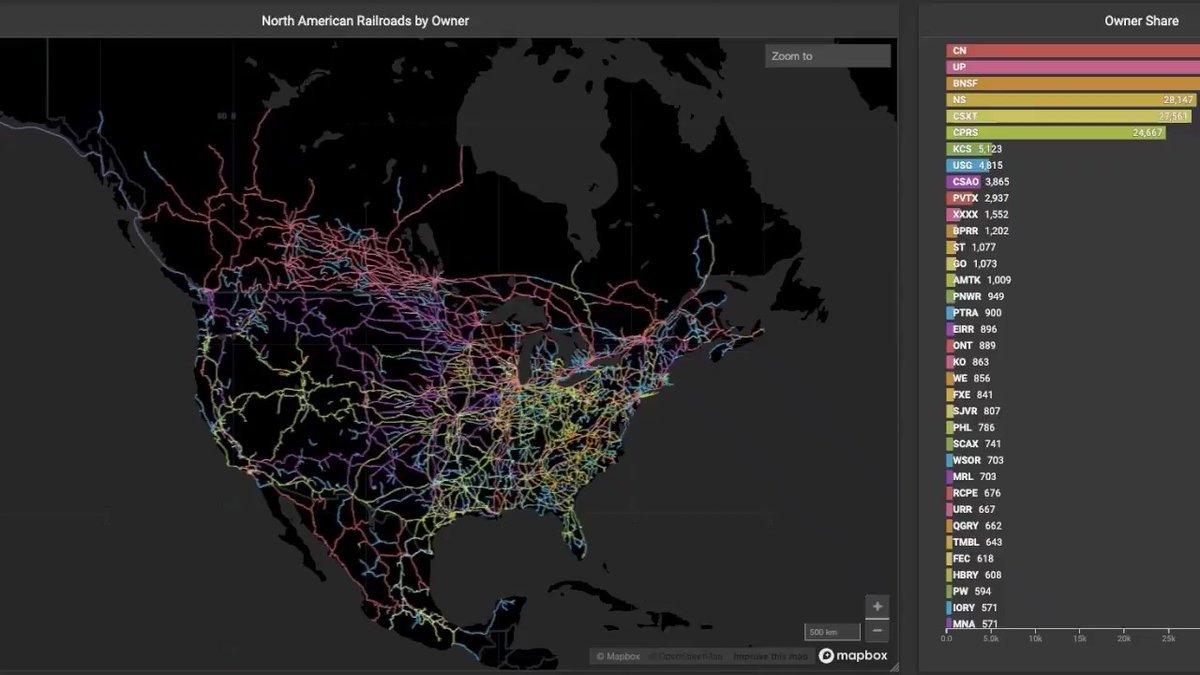 North American Railroads by Owner
Zoom to
500 km
© Mapbox © OpenStreetMap Improve this map
mapbox
Owner Share
CN
UP
BNSF
NS 28,147
CSXT 27,561
CPRS 24,667
KCS 5,123
USG 4,815
CSAO 3,865
PVTX 2,937
XXXX 1,552
BPRR 1,202
ST 1,077
GO 1,073
AMTK 1,009
PNWR 949
PTRA 900
EIRR 896
ONT 889
KO 863
WE 856
FXE 841
SJVR 807
PHL 786
SCAX 741
WSOR 703
MRL 703
RCPE 676
URR 667
QGRY 662
TMBL 643
FEC 618
HBRY 608
PW 594
IORY 571
MNA 571
0.0 5.0k 10k 15k 20k 25k